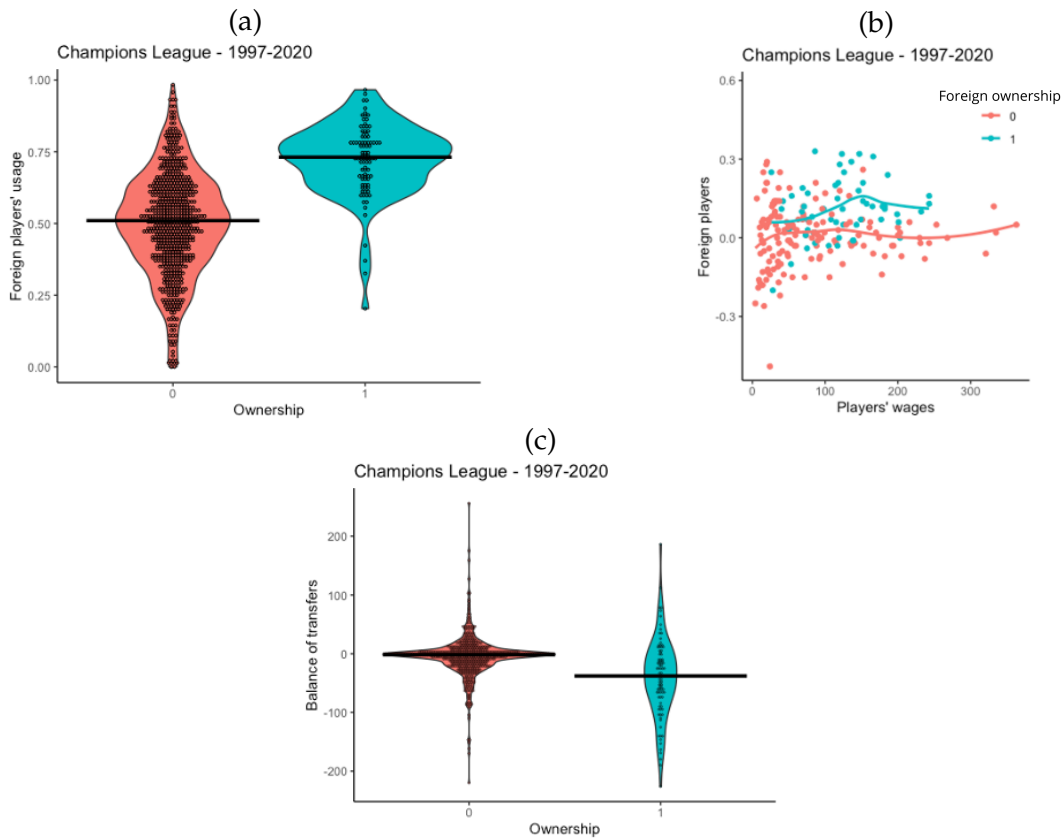 (a)
Champions League - 1997-2020
1.00
0.75
0.50
0.25
0.00
Foreign players' usage
0
1
Ownership
(b)
Champions League - 1997-2020
Foreign ownership
0
1
0.6
0.3
0.0
-0.3
Foreign players
0
100
200
300
Players' wages
(c)
Champions League - 1997-2020
200
100
0
-100
-200
Balance of transfers
0
1
Ownership